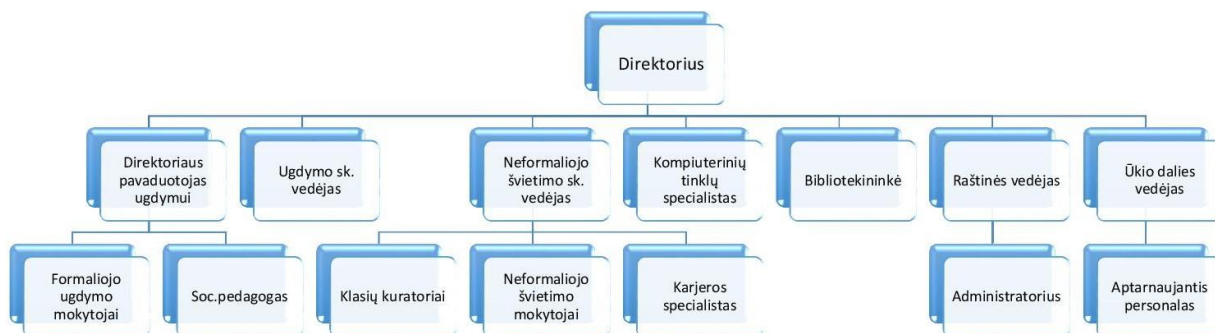 Direktorius
Direktoriaus
pavaduotojas
ugdymui
Ugdymo sk.
vedėjas
Neformaliojo
švietimo sk.
vedėjas
Kompiuterinių
tinklų
specialistas
Bibliotekininkė
Raštinės vedėjas
Ūkio dalies
vedėjas
Formaliojo
ugdymo
mokytojai
Soc.pedagogas
Klasių kuratoriai
Neformaliojo
švietimo
mokytojai
Karjeros
specialistas
Administratorius
Aptarnaujantis
personalas